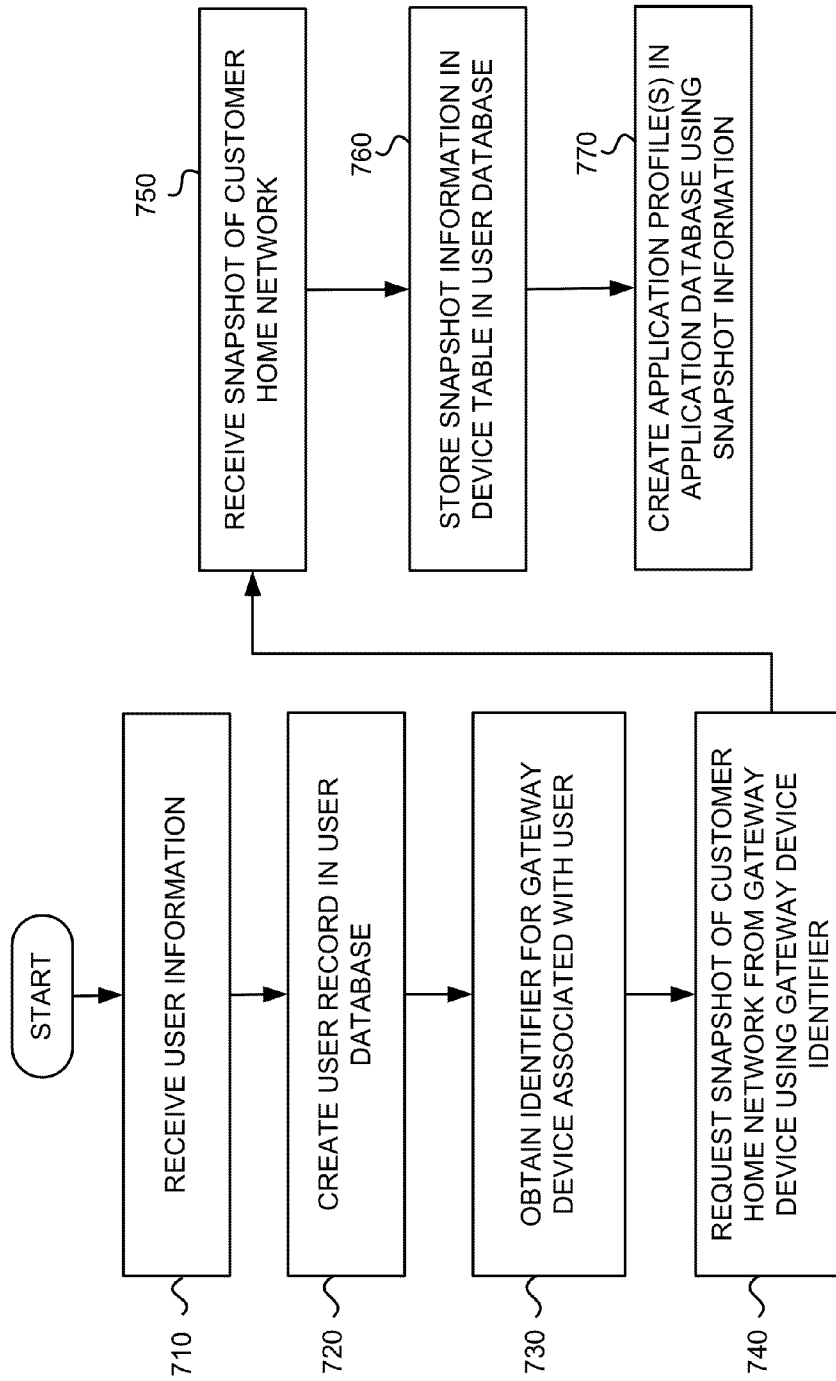 START
710
RECEIVE USER INFORMATION
720
CREATE USER RECORD IN USER
DATABASE
730
OBTAIN IDENTIFIER FOR GATEWAY
DEVICE ASSOCIATED WITH USER
740
REQUEST SNAPSHOT OF CUSTOMER
HOME NETWORK FROM GATEWAY
DEVICE USING GATEWAY DEVICE
IDENTIFIER
750
RECEIVE SNAPSHOT OF CUSTOMER
HOME NETWORK
760
STORE SNAPSHOT INFORMATION IN
DEVICE TABLE IN USER DATABASE
770
CREATE APPLICATION PROFILE(S) IN
APPLICATION DATABASE USING
SNAPSHOT INFORMATION